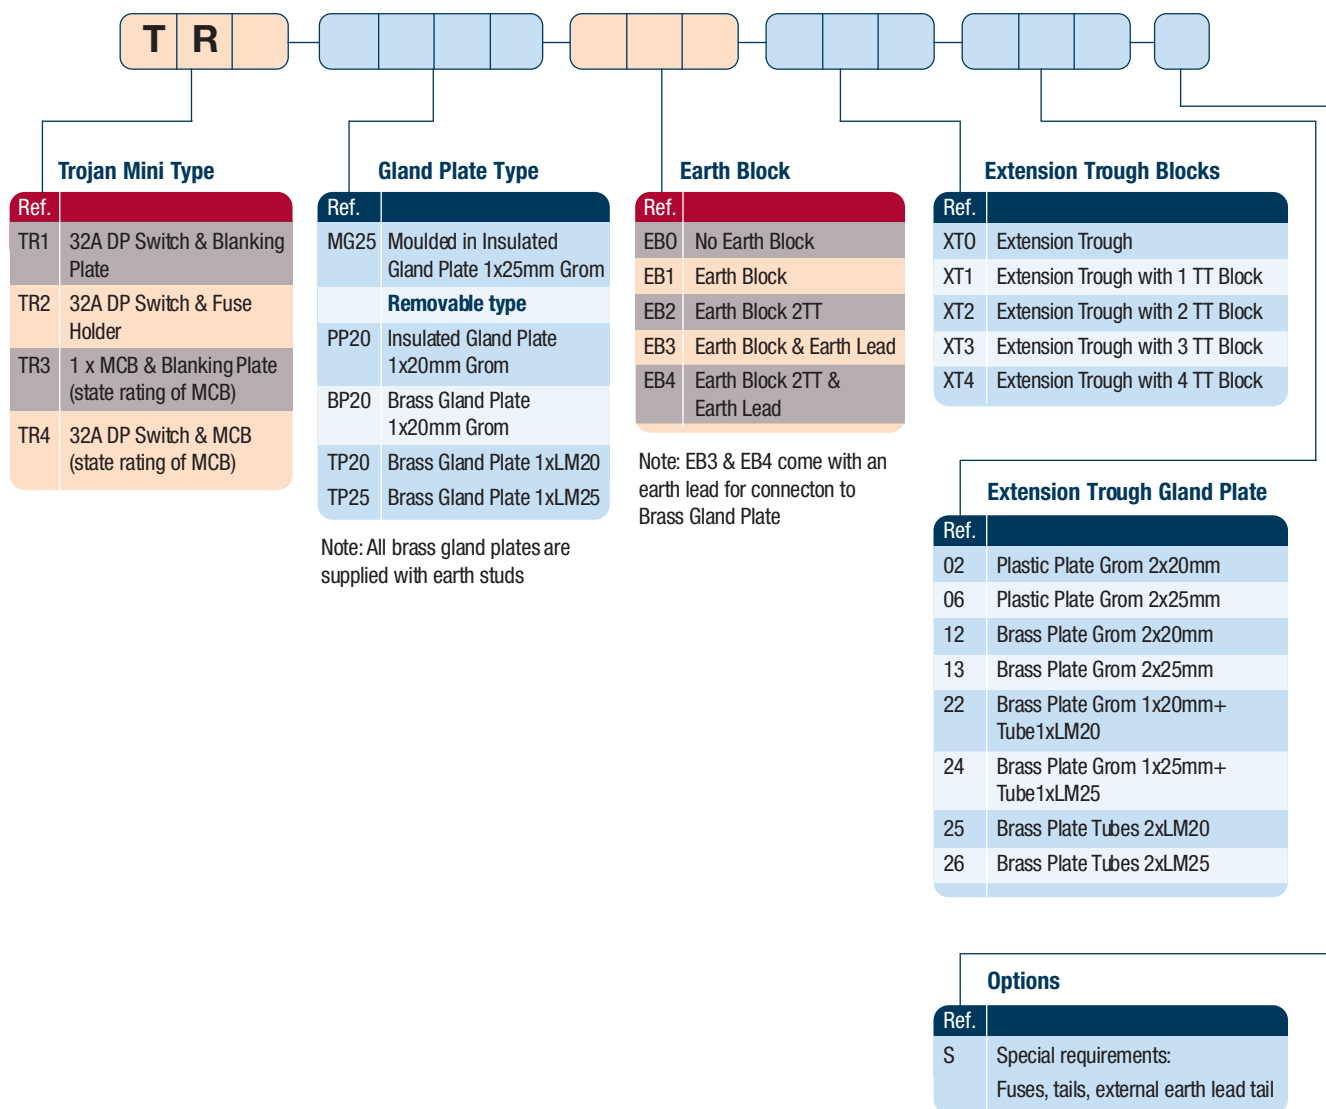 T R
Trojan Mini Type
Ref.
TR1 32A DP Switch & Blanking
Plate
TR2 32A DP Switch & Fuse
Holder
TR3 1 x MCB & Blanking Plate
(state rating of MCB)
TR4 32A DP Switch & MCB
(state rating of MCB)
Gland Plate Type
Ref.
MG25 Moulded in Insulated
Gland Plate 1x25mm Grom
Removable type
PP20 Insulated Gland Plate
1x20mm Grom
BP20 Brass Gland Plate
1x20mm Grom
TP20 Brass Gland Plate 1xLM20
TP25 Brass Gland Plate 1xLM25
Note: All brass gland plates are
supplied with earth studs
Earth Block
Ref.
EB0 No Earth Block
EB1 Earth Block
EB2 Earth Block 2TT
EB3 Earth Block & Earth Lead
EB4 Earth Block 2TT &
Earth Lead
Note: EB3 & EB4 come with an
earth lead for connecton to
Brass Gland Plate
Extension Trough Blocks
Ref.
XT0 Extension Trough
XT1 Extension Trough with 1 TT Block
XT2 Extension Trough with 2 TT Block
XT3 Extension Trough with 3 TT Block
XT4 Extension Trough with 4 TT Block
Extension Trough Gland Plate
Ref.
02 Plastic Plate Grom 2x20mm
06 Plastic Plate Grom 2x25mm
12 Brass Plate Grom 2x20mm
13 Brass Plate Grom 2x25mm
22 Brass Plate Grom 1x20mm+
Tube1xLM20
24 Brass Plate Grom 1x25mm+
Tube1xLM25
25 Brass Plate Tubes 2xLM20
26 Brass Plate Tubes 2xLM25
Options
Ref.
S Special requirements:
Fuses, tails, external earth lead tail